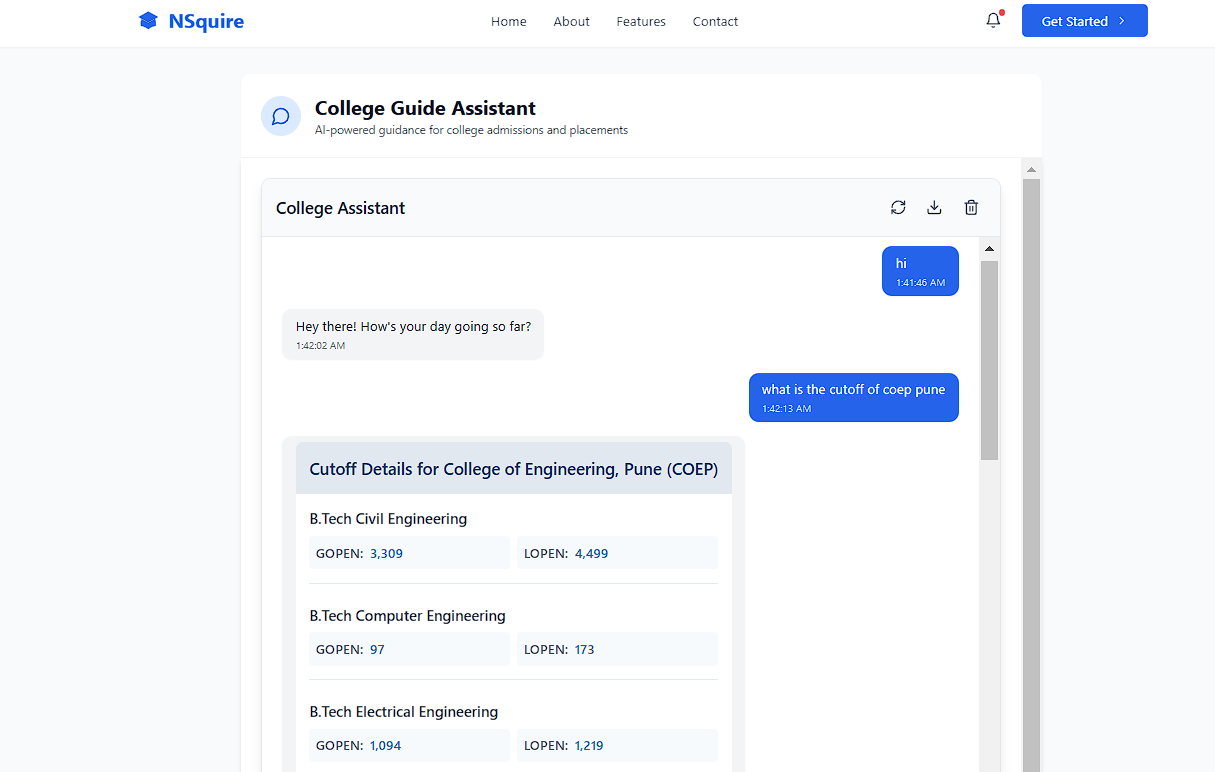 NSquire
Home About Features Contact
Get Started
College Guide Assistant
AI-powered guidance for college admissions and placements
College Assistant
hi
1:41:46 AM
Hey there! How's your day going so far?
1:42:02 AM
what is the cutoff of coep pune
1:42:13 AM
Cutoff Details for College of Engineering, Pune (COEP)
B.Tech Civil Engineering
GOPEN: 3,309 LOPEN: 4,499
B.Tech Computer Engineering
GOPEN: 97 LOPEN: 173
B.Tech Electrical Engineering
GOPEN: 1,094 LOPEN: 1,219